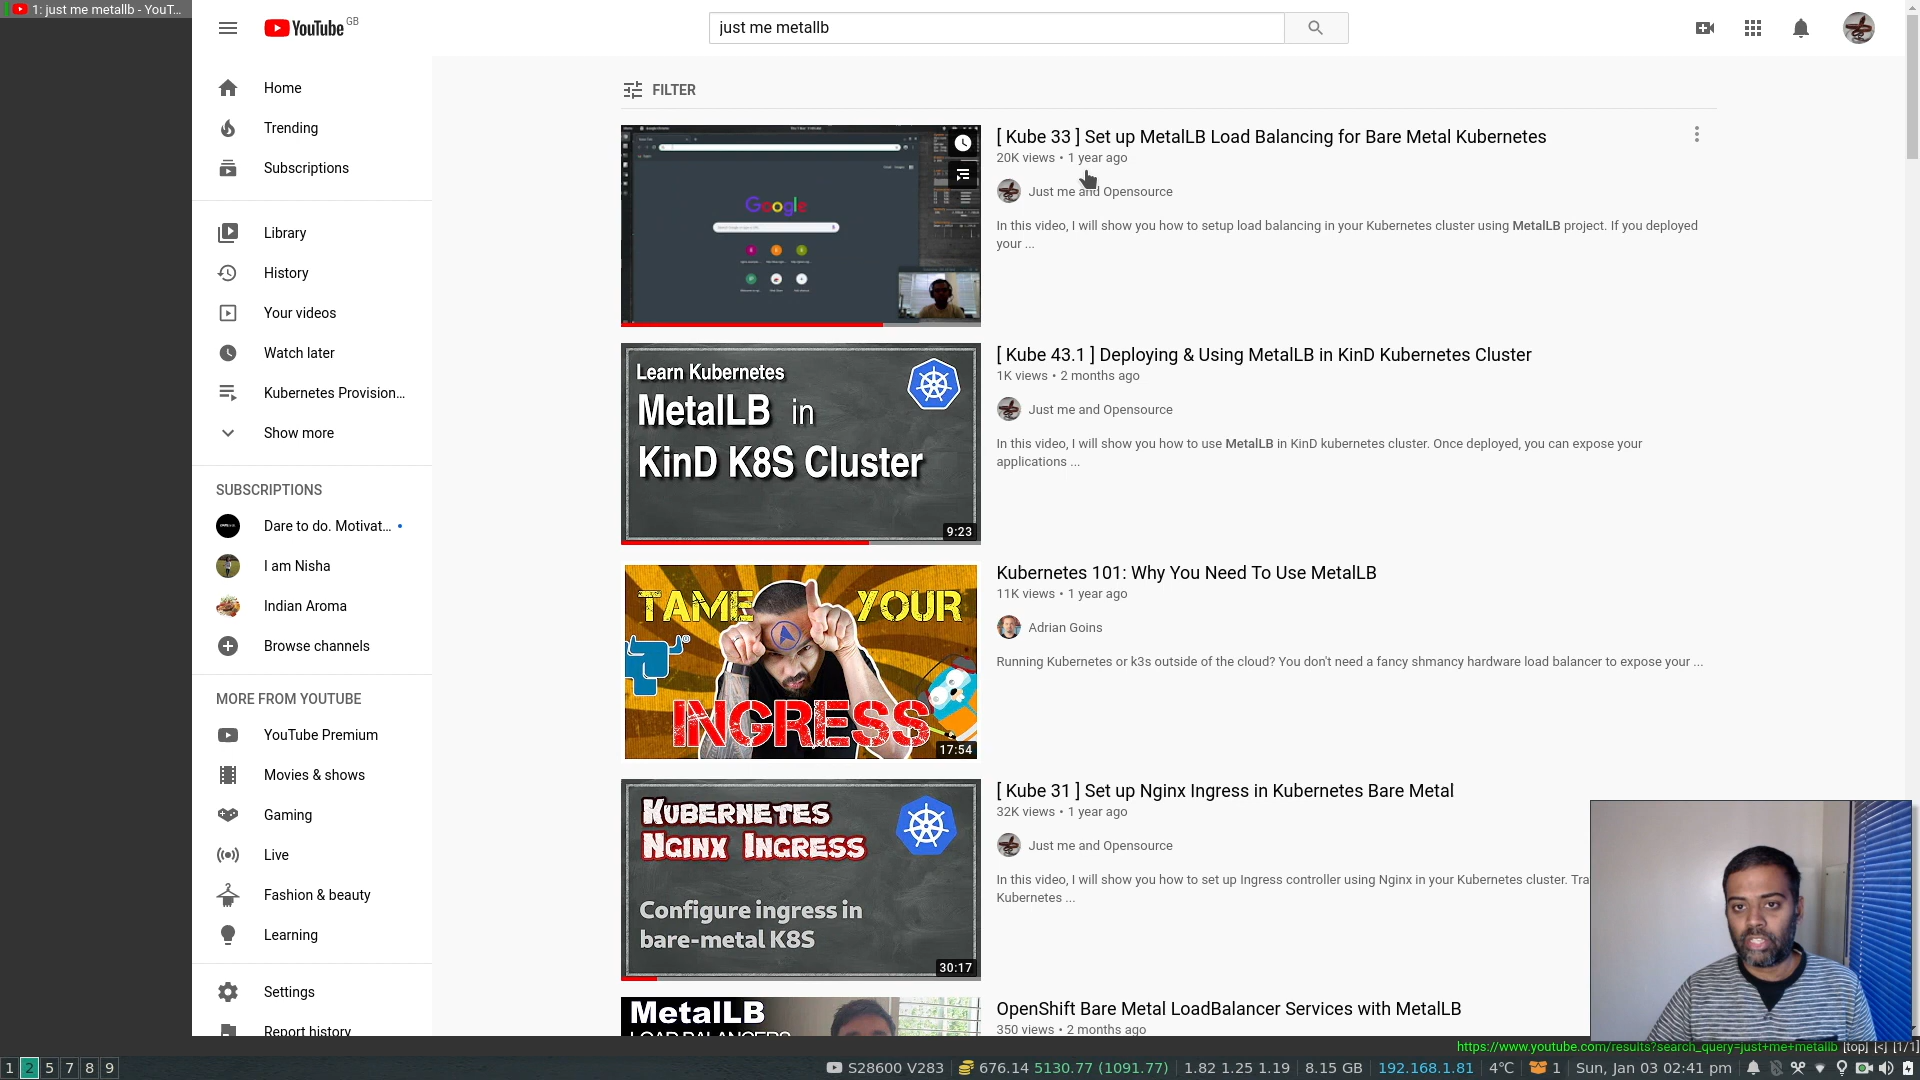 1: just me metallb - YouT...
YouTube GB
just me metallb
Home
Trending
Subscriptions
Library
History
Your videos
Watch later
Kubernetes Provision...
Show more
SUBSCRIPTIONS
Dare to do. Motivat...
I am Nisha
Indian Aroma
Browse channels
MORE FROM YOUTUBE
YouTube Premium
Movies & shows
Gaming
Live
Fashion & beauty
Learning
Settings
Report history
FILTER
Google
[ Kube 33 ] Set up MetalLB Load Balancing for Bare Metal Kubernetes
20K views • 1 year ago
Just me and Opensource
In this video, I will show you how to setup load balancing in your Kubernetes cluster using MetalLB project. If you deployed
your ...
Learn Kubernetes
MetalLB in
KinD K8S Cluster
9:23
[ Kube 43.1 ] Deploying & Using MetalLB in KinD Kubernetes Cluster
1K views • 2 months ago
Just me and Opensource
In this video, I will show you how to use MetalLB in KinD kubernetes cluster. Once deployed, you can expose your
applications ...
TAME YOUR
INGRESS
17:54
Kubernetes 101: Why You Need To Use MetalLB
11K views • 1 year ago
Adrian Goins
Running Kubernetes or k3s outside of the cloud? You don't need a fancy shmancy hardware load balancer to expose your ...
KUBERNETES
NGINX INGRESS
Configure ingress in
bare-metal K8S
30:17
[ Kube 31 ] Set up Nginx Ingress in Kubernetes Bare Metal
32K views • 1 year ago
Just me and Opensource
In this video, I will show you how to set up Ingress controller using Nginx in your Kubernetes cluster. Tra
Kubernetes ...
MetalLB
LOAD BALANCERS
OpenShift Bare Metal LoadBalancer Services with MetalLB
350 views • 2 months ago
https://www.youtube.com/results?search_query=just+me+metallb [top] [<] [1/1]
1 2 5 7 8 9
S28600 V283 676.14 5130.77 (1091.77) 1.82 1.25 1.19 8.15 GB 192.168.1.81 4°C 1 Sun, Jan 03 02:41 pm